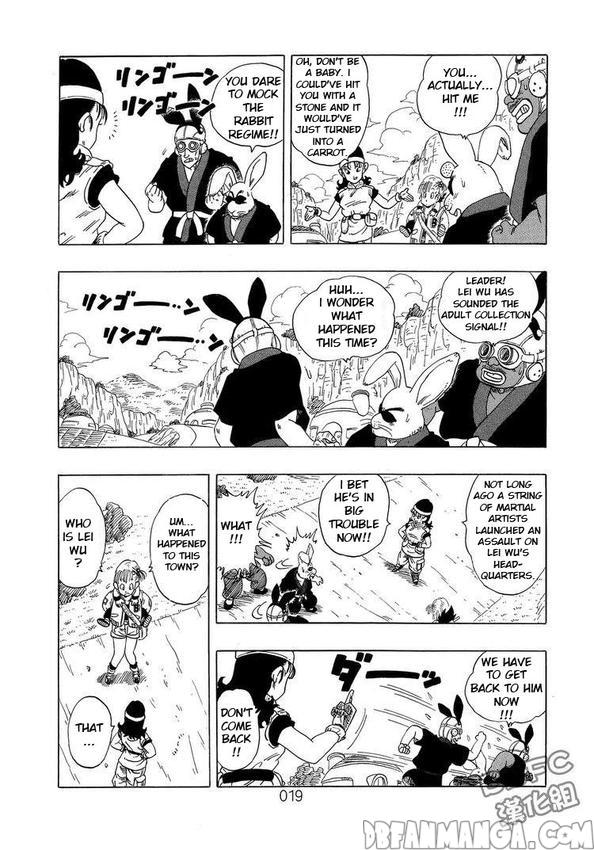 YOU...
ACTUALLY...
HIT ME
!!!
OH, DON'T BE
A BABY. I
COULD'VE HIT
YOU WITH A
STONE AND IT
WOULD'VE
JUST TURNED
INTO A
CARROT.
YOU DARE
TO MOCK
THE
RABBIT
REGIME!!
リンゴーン
リンゴーン
LEADER!
LEI WU HAS
SOUNDED THE
ADULT COLLECTION
SIGNAL!!
HUH...
I WONDER
WHAT
HAPPENED
THIS TIME?
リンゴー・・ン
リンゴー・・ン
NOT LONG
AGO A STRING
OF MARTIAL
ARTISTS
LAUNCHED AN
ASSAULT ON
LEI WU'S
HEAD-
QUARTERS.
I BET
HE'S IN
BIG
TROUBLE
NOW!!
WHAT
!!!
WE HAVE
TO GET
BACK TO HIM
NOW
!!!
ダーッ
DON'T
COME
BACK!!
UM...
WHAT
HAPPENED
TO THIS
TOWN?
WHO
IS LEI
WU?
THAT
...
019
DBFC
漢化組
DBFANMANGA.COM